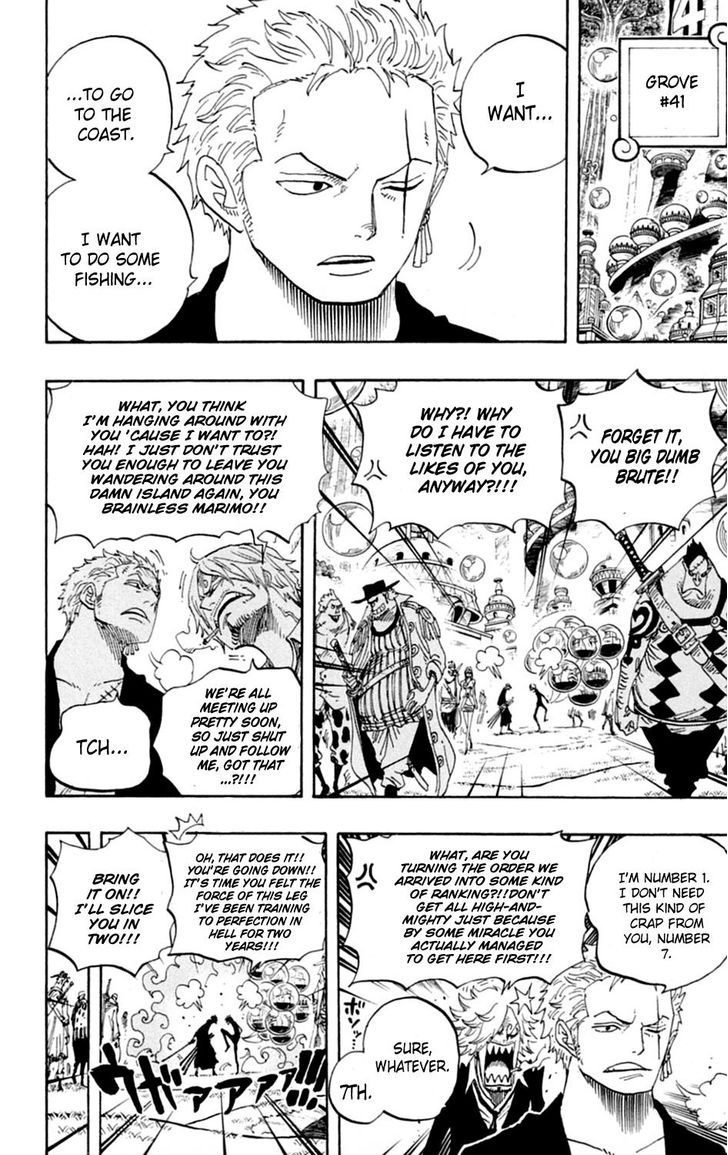 41
GROVE
#41
I
WANT...
...TO GO
TO THE
COAST.
I WANT
TO DO SOME
FISHING...
FORGET IT,
YOU BIG DUMB
BRUTE!!
WHY?! WHY
DO I HAVE TO
LISTEN TO THE
LIKES OF YOU,
ANYWAY?!!!
WHAT, YOU THINK
I'M HANGING AROUND WITH
YOU 'CAUSE I WANT TO?!
HAH! I JUST DON'T TRUST
YOU ENOUGH TO LEAVE YOU
WANDERING AROUND THIS
DAMN ISLAND AGAIN, YOU
BRAINLESS MARIMO!!
WE'RE ALL
MEETING UP
PRETTY SOON,
SO JUST SHUT
UP AND FOLLOW
ME, GOT THAT
...?!!!
TCH...
I'M NUMBER 1.
I DON'T NEED
THIS KIND OF
CRAP FROM
YOU, NUMBER
7.
WHAT, ARE YOU
TURNING THE ORDER WE
ARRIVED INTO SOME KIND
OF RANKING?!!DON'T
GET ALL HIGH-AND-
MIGHTY JUST BECAUSE
BY SOME MIRACLE YOU
ACTUALLY MANAGED
TO GET HERE FIRST!!!
ボソ
SURE,
WHATEVER.
7TH.
OH, THAT DOES IT!!
YOU'RE GOING DOWN!!
IT'S TIME YOU FELT THE
FORCE OF THIS LEG
I'VE BEEN TRAINING
TO PERFECTION IN
HELL FOR TWO
YEARS!!!
BRING
IT ON!!
I'LL SLICE
YOU IN
TWO!!!
ウガァアアア!!!